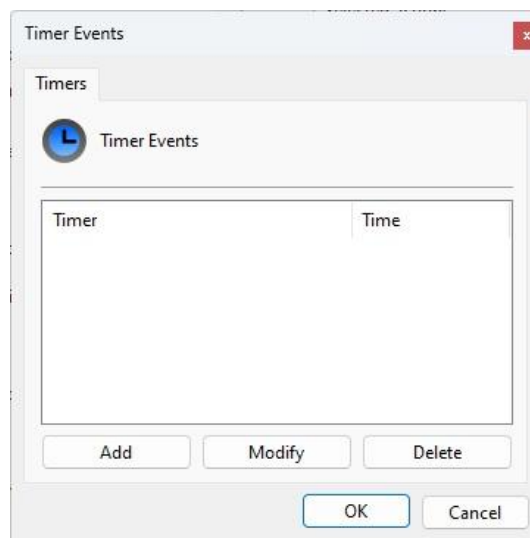 Timer Events
x
Timers
Timer Events
Timer Time
Add Modify Delete
OK Cancel